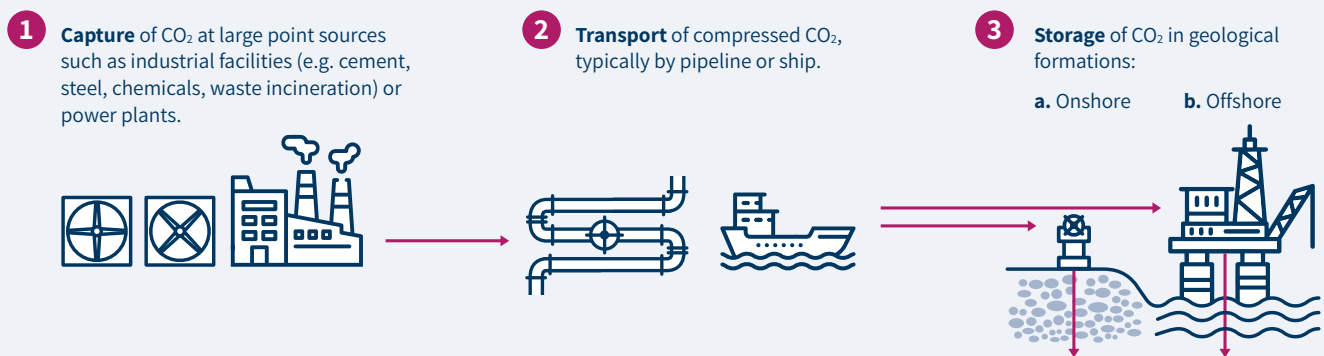 1
Capture of CO₂ at large point sources
such as industrial facilities (e.g. cement,
steel, chemicals, waste incineration) or
power plants.
2
Transport of compressed CO₂,
typically by pipeline or ship.
3
Storage of CO₂ in geological
formations:
a. Onshore
b. Offshore